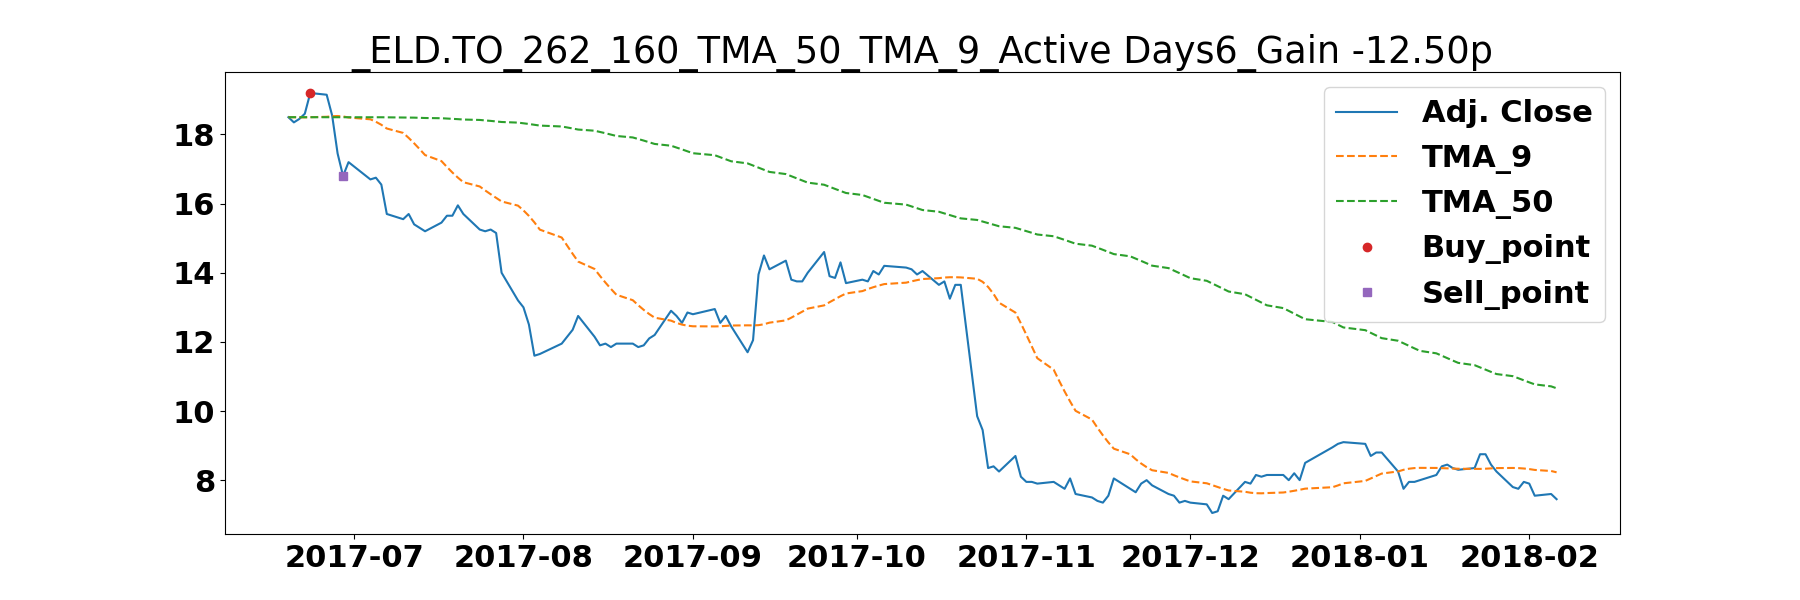 _ELD.TO_262_160_TMA_50_TMA_9_Active Days6_Gain -12.50p
Adj. Close
TMA_9
TMA_50
Buy_point
Sell_point
18
16
14
12
10
8
2017-07 2017-08 2017-09 2017-10 2017-11 2017-12 2018-01 2018-02